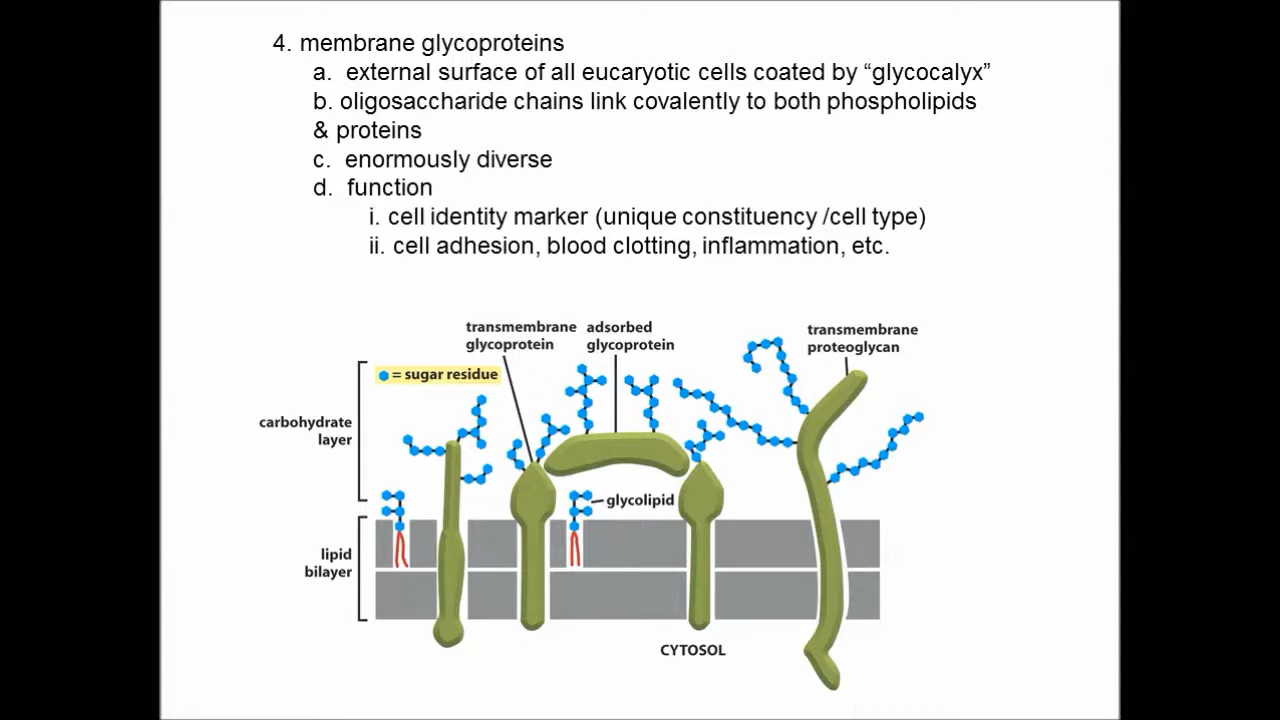 4. membrane glycoproteins
a. external surface of all eucaryotic cells coated by “glycocalyx”
b. oligosaccharide chains link covalently to both phospholipids
& proteins
c. enormously diverse
d. function
i. cell identity marker (unique constituency /cell type)
ii. cell adhesion, blood clotting, inflammation, etc.
transmembrane
glycoprotein
adsorbed
glycoprotein
transmembrane
proteoglycan
= sugar residue
carbohydrate
layer
glycolipid
lipid
bilayer
CYTOSOL